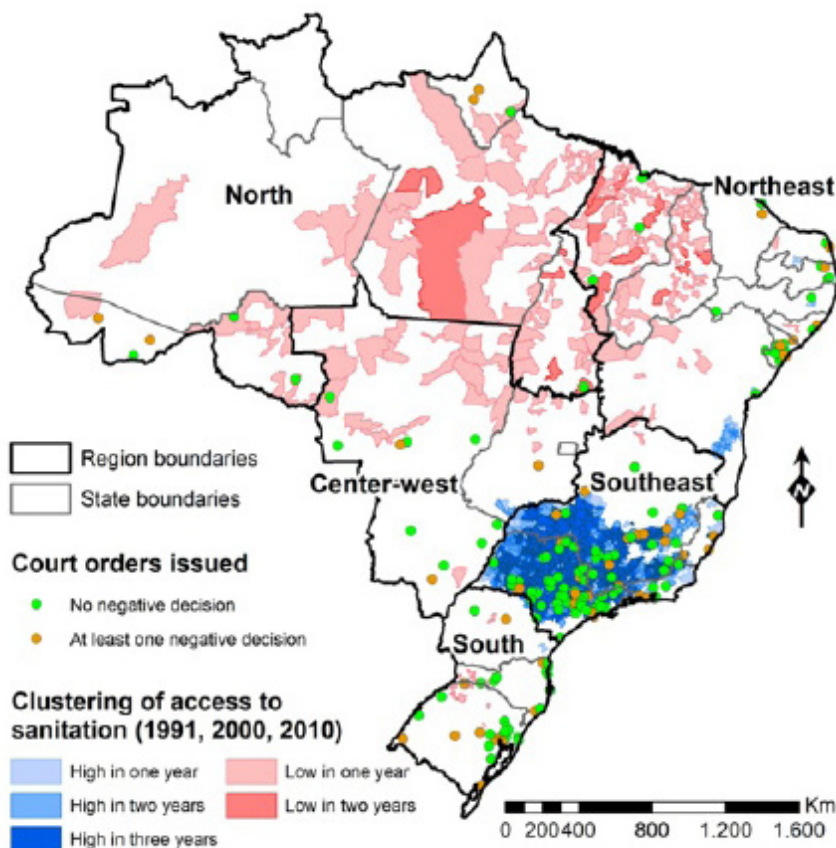 North
Northeast
Region boundaries
State boundaries
Center-west
Southeast
N
Court orders issued
No negative decision
At least one negative decision
South
Clustering of access to
sanitation (1991, 2000, 2010)
High in one year
Low in one year
High in two years
Low in two years
High in three years
Km
0 200 400 800 1.200 1.600